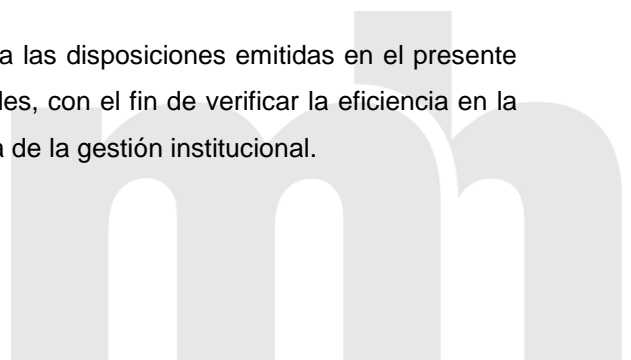 a las disposiciones emitidas en el presente
les, con el fin de verificar la eficiencia en la
a de la gestión institucional.
mh